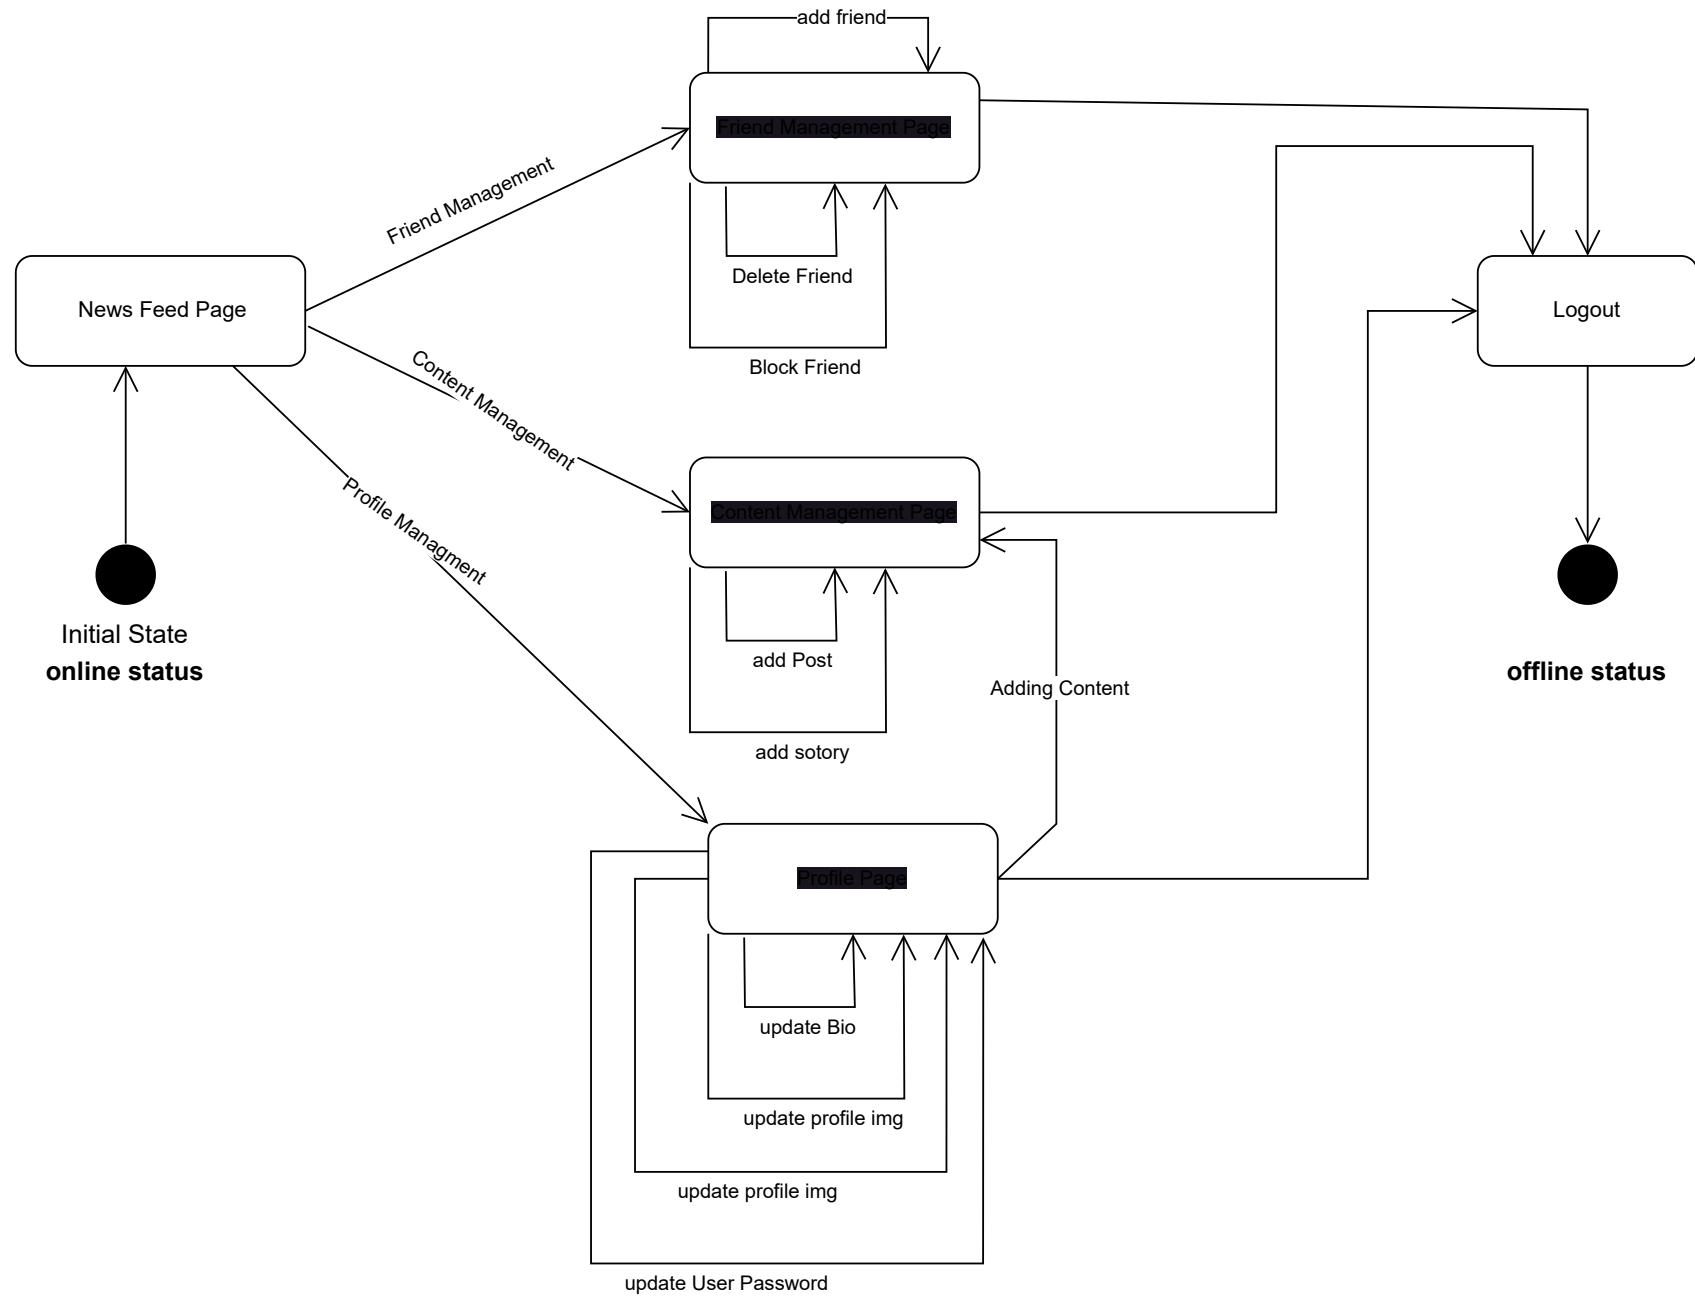 add friend
Friend Management Page
Friend Management
Delete Friend
News Feed Page
Logout
Block Friend
Content Management
Content Management Page
Profile Managment
Initial State
online status
add Post
offline status
Adding Content
add sotory
Profile Page
update Bio
update profile img
update profile img
update User Password